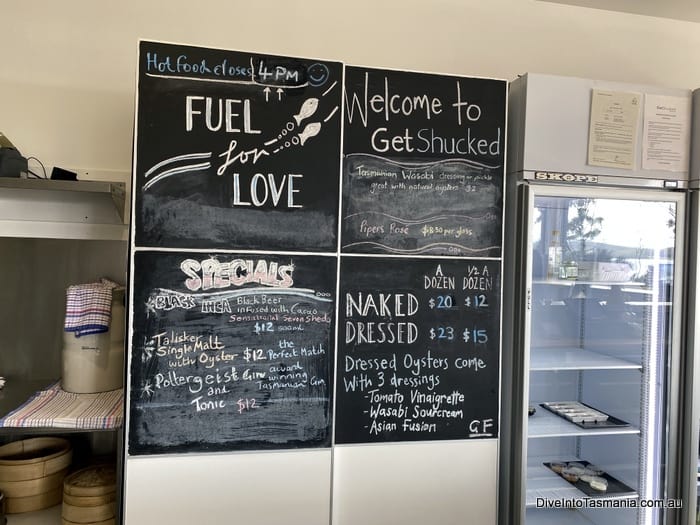 Hot food closes 4PM
FUEL
for
LOVE
Welcome to
Get Shucked
Tasmanian Wasabi dressing or pickle
great with natural oysters $2
Pipers Rosé $18.50 per glass
SPECIALS
BLACK INCA Black Beer
infused with Cacao
Sensational Seven Sheds
$12 500ml
Talisker
Single Malt
with Oyster $12 the
Perfect Match
Poltergeist Gin award
winning
and Tasmanian Gin
Tonic $12
A ½ A
DOZEN DOZEN
NAKED $20 $12
DRESSED $23 $15
Dressed Oysters come
With 3 dressings
- Tomato Vinaigrette
- Wasabi Sourcream
- Asian Fusion
GF
SKOPE
DiveIntoTasmania.com.au